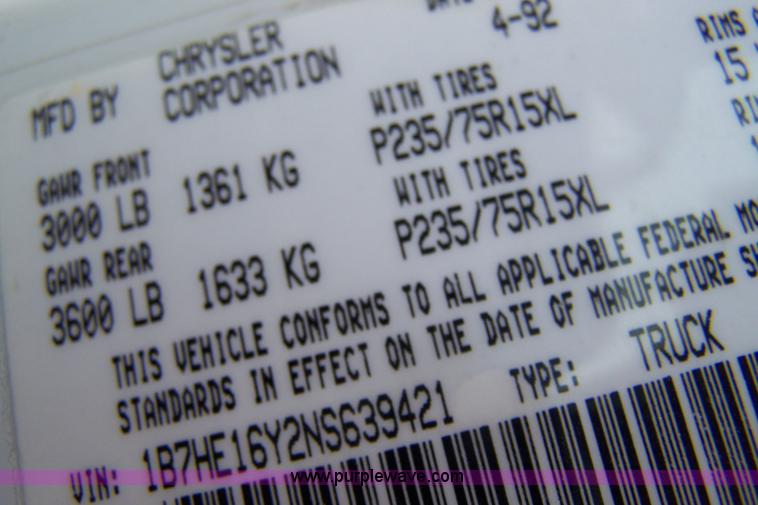 4-92
MFD BY CHRYSLER CORPORATION
RIMS
15
GAWR FRONT WITH TIRES
3000 LB 1361 KG P235/75R15XL
GAWR REAR WITH TIRES
3600 LB 1633 KG P235/75R15XL
THIS VEHICLE CONFORMS TO ALL APPLICABLE FEDERAL
STANDARDS IN EFFECT ON THE DATE OF MANUFACTURE
VIN: 1B7HE16Y2NS639421 TYPE: TRUCK
www.purplewave.com